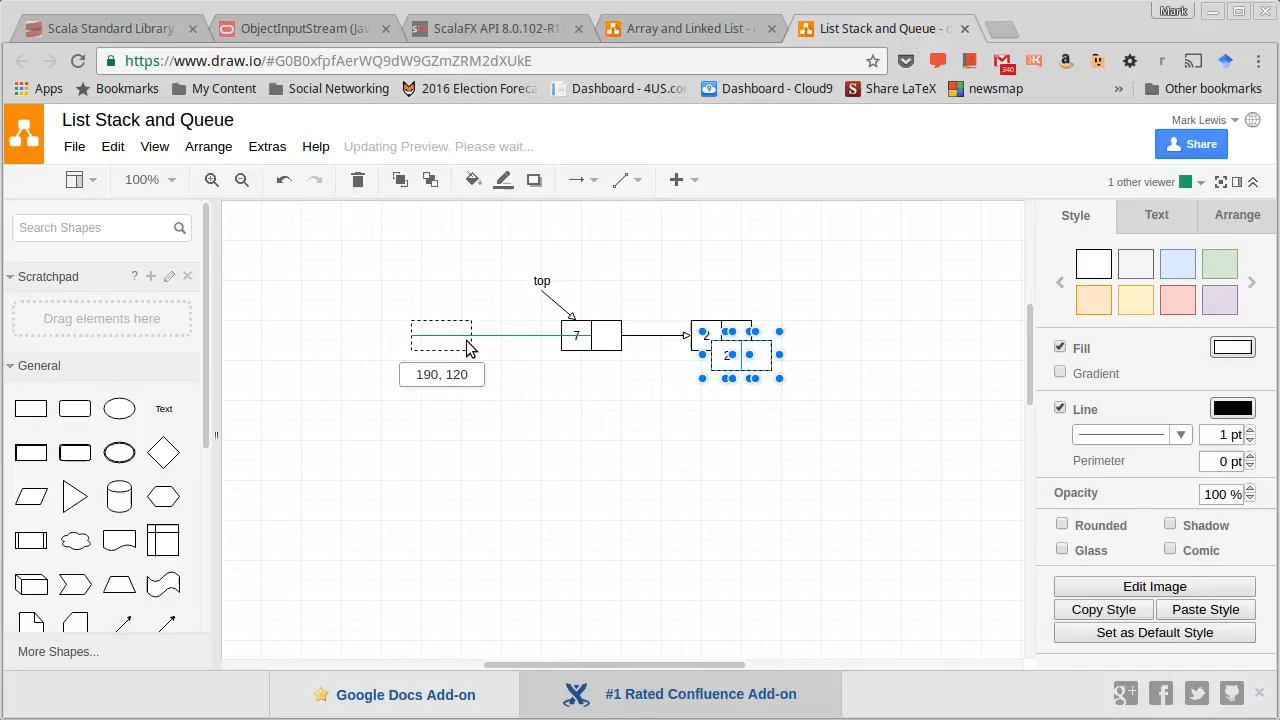 Mark
Scala Standard Library
ObjectInputStream (Jav
ScalaFX API 8.0.102-R1
Array and Linked List - d
List Stack and Queue - d
https://www.draw.io/#G0B0xfpfAerWQ9dW9GZmZRM2dXUkE
340
Apps
Bookmarks
My Content
Social Networking
2016 Election Foreca
Dashboard - 4US.co
Dashboard - Cloud9
Share LaTeX
newsmap
»
Other bookmarks
List Stack and Queue
Mark Lewis
File Edit View Arrange Extras Help Updating Preview. Please wait...
Share
100%
1 other viewer
Search Shapes
Scratchpad
Drag elements here
General
Text
More Shapes...
top
7
2
2
190, 120
Style Text Arrange
Fill
Gradient
Line
1 pt
Perimeter 0 pt
Opacity 100 %
Rounded Shadow
Glass Comic
Edit Image
Copy Style Paste Style
Set as Default Style
Google Docs Add-on
#1 Rated Confluence Add-on